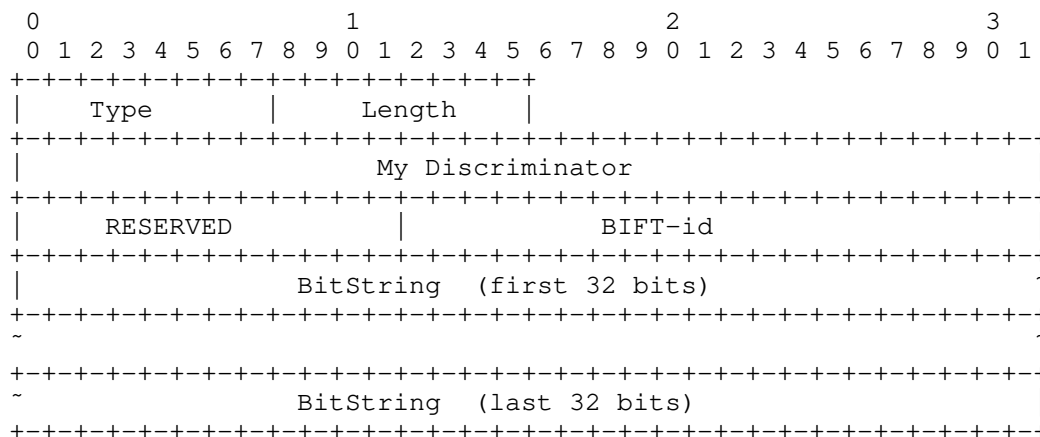 0                   1                   2                   3
0 1 2 3 4 5 6 7 8 9 0 1 2 3 4 5 6 7 8 9 0 1 2 3 4 5 6 7 8 9 0 1
+-+-+-+-+-+-+-+-+-+-+-+-+-+-+-+-+
|    Type       |     Length    |
+-+-+-+-+-+-+-+-+-+-+-+-+-+-+-+-+-+-+-+-+-+-+-+-+-+-+-+-+-+-+-+-+-
|                      My Discriminator                         |
+-+-+-+-+-+-+-+-+-+-+-+-+-+-+-+-+-+-+-+-+-+-+-+-+-+-+-+-+-+-+-+-+-
|     RESERVED          |            BIFT-id                    |
+-+-+-+-+-+-+-+-+-+-+-+-+-+-+-+-+-+-+-+-+-+-+-+-+-+-+-+-+-+-+-+-+-
|                 BitString  (first 32 bits)                    ~
+-+-+-+-+-+-+-+-+-+-+-+-+-+-+-+-+-+-+-+-+-+-+-+-+-+-+-+-+-+-+-+-+-
~                                                               ~
+-+-+-+-+-+-+-+-+-+-+-+-+-+-+-+-+-+-+-+-+-+-+-+-+-+-+-+-+-+-+-+-+-
~                 BitString  (last 32 bits)                     |
+-+-+-+-+-+-+-+-+-+-+-+-+-+-+-+-+-+-+-+-+-+-+-+-+-+-+-+-+-+-+-+-+-